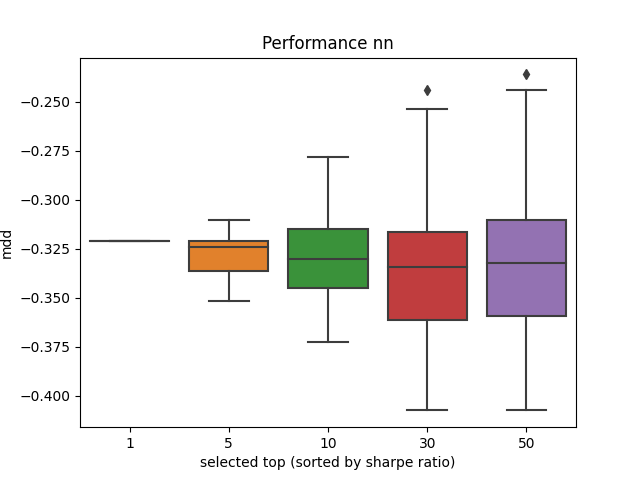 Performance nn
−0.250
−0.275
−0.300
−0.325
−0.350
−0.375
−0.400
mdd
1 5 10 30 50
selected top (sorted by sharpe ratio)